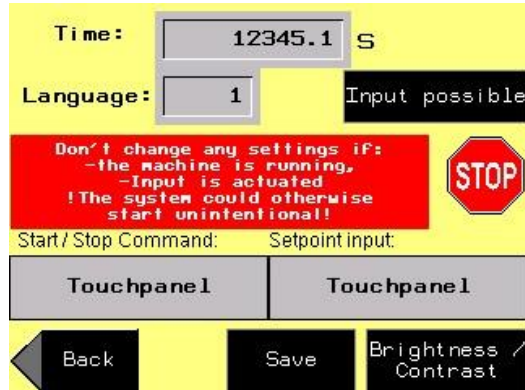 Time: 12345.1 S
Language: 1
Input possible
Don't change any settings if:
-the machine is running,
-Input is actuated
!The system could otherwise
start unintentional!
STOP
Start / Stop Command: Setpoint input:
Touchpanel Touchpanel
Back Save Brightness /
Contrast